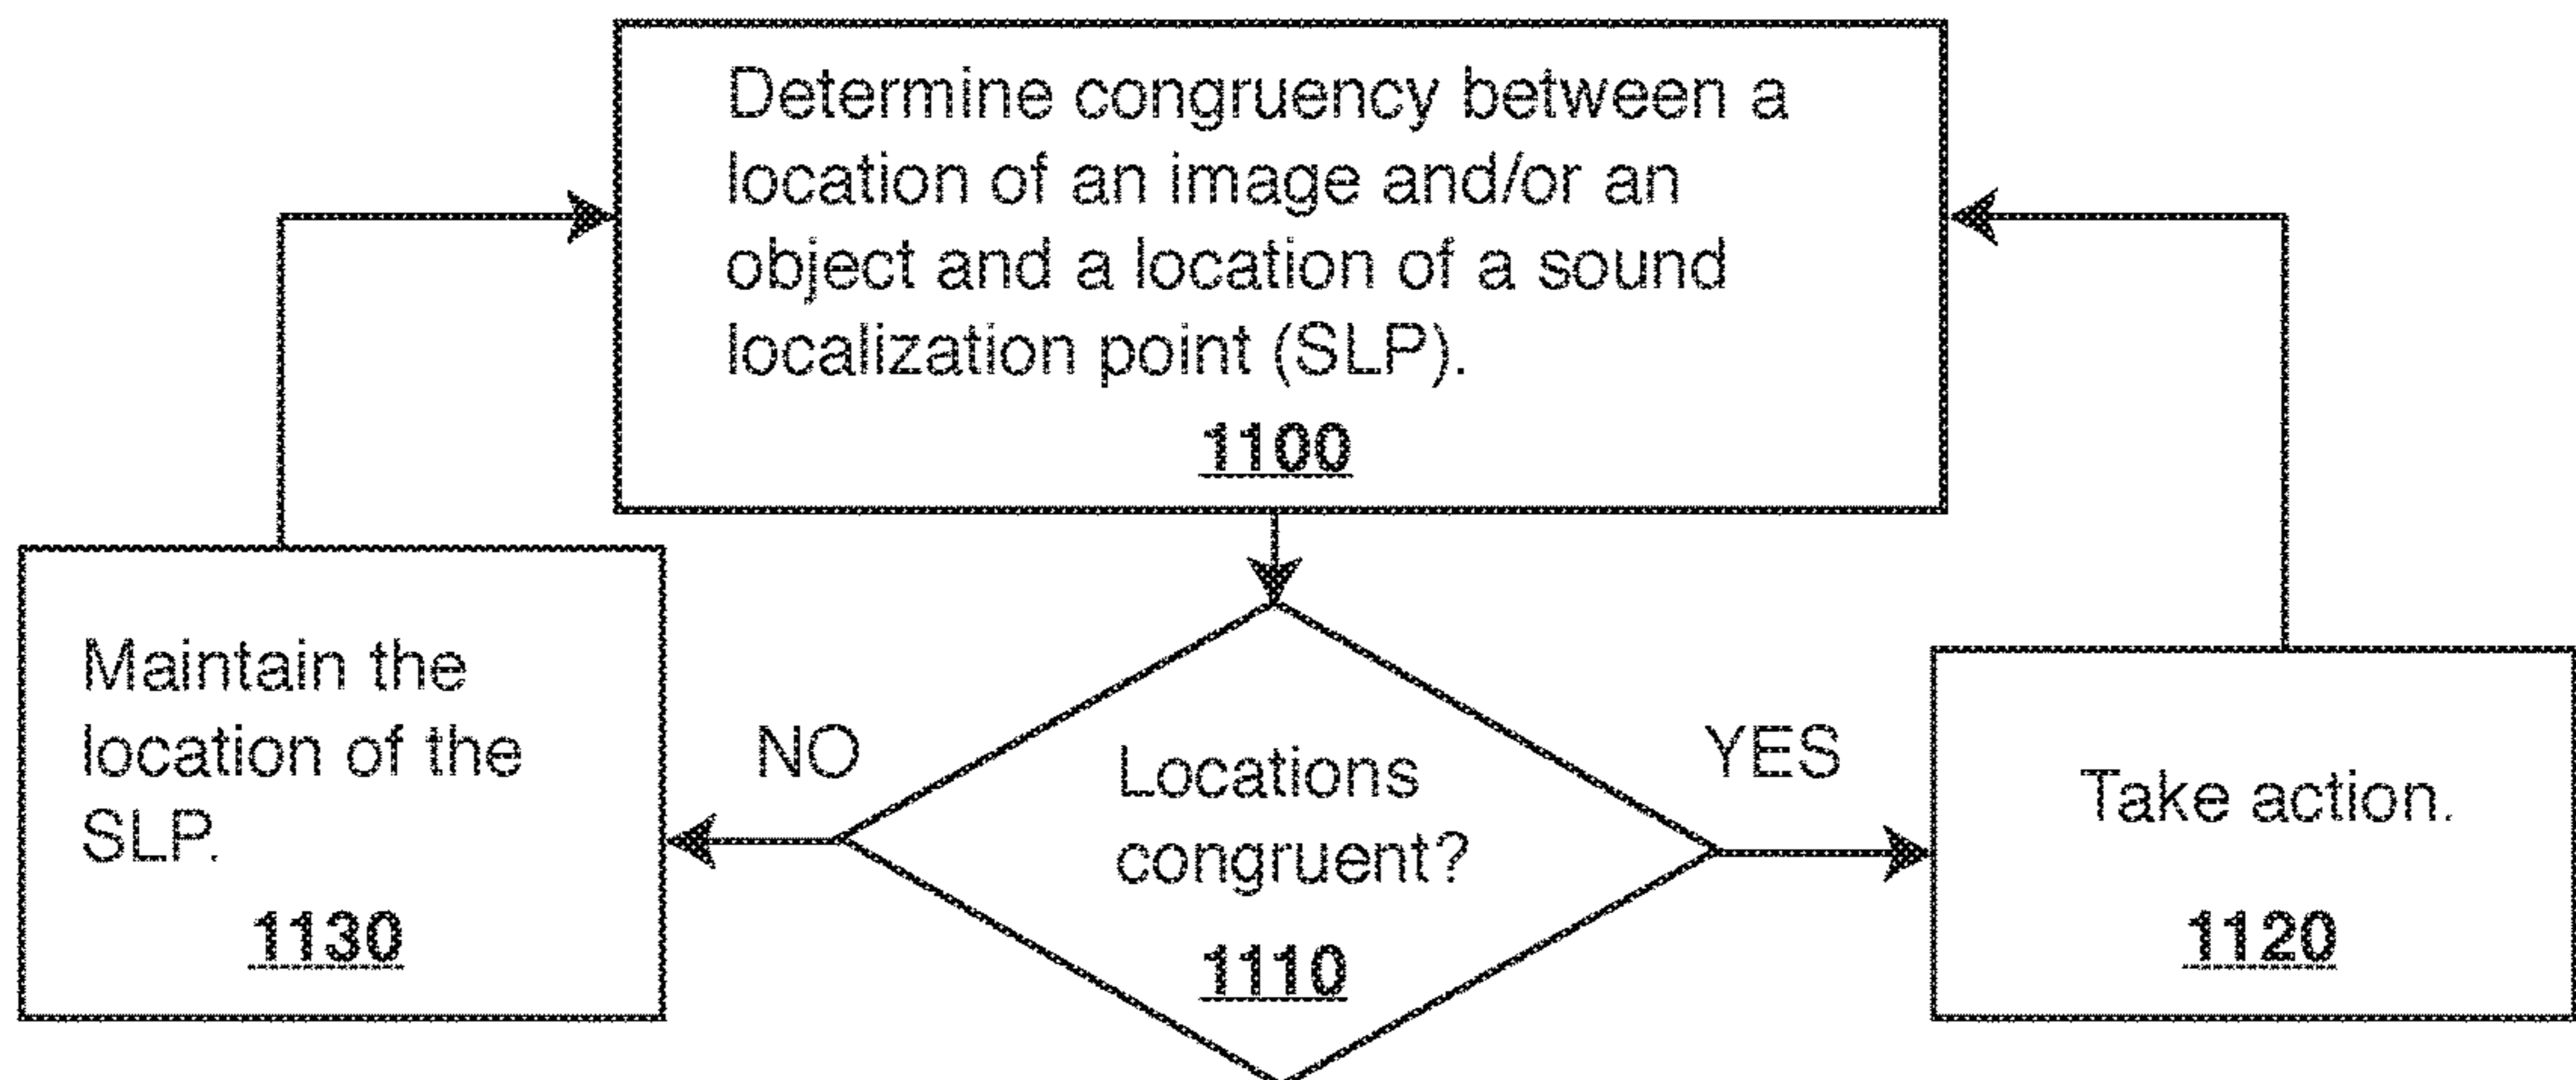 Determine congruency between a
location of an image and/or an
object and a location of a sound
localization point (SLP).
1100
Maintain the
location of the
SLP.
1130
NO
Locations
congruent?
1110
YES
Take action.
1120